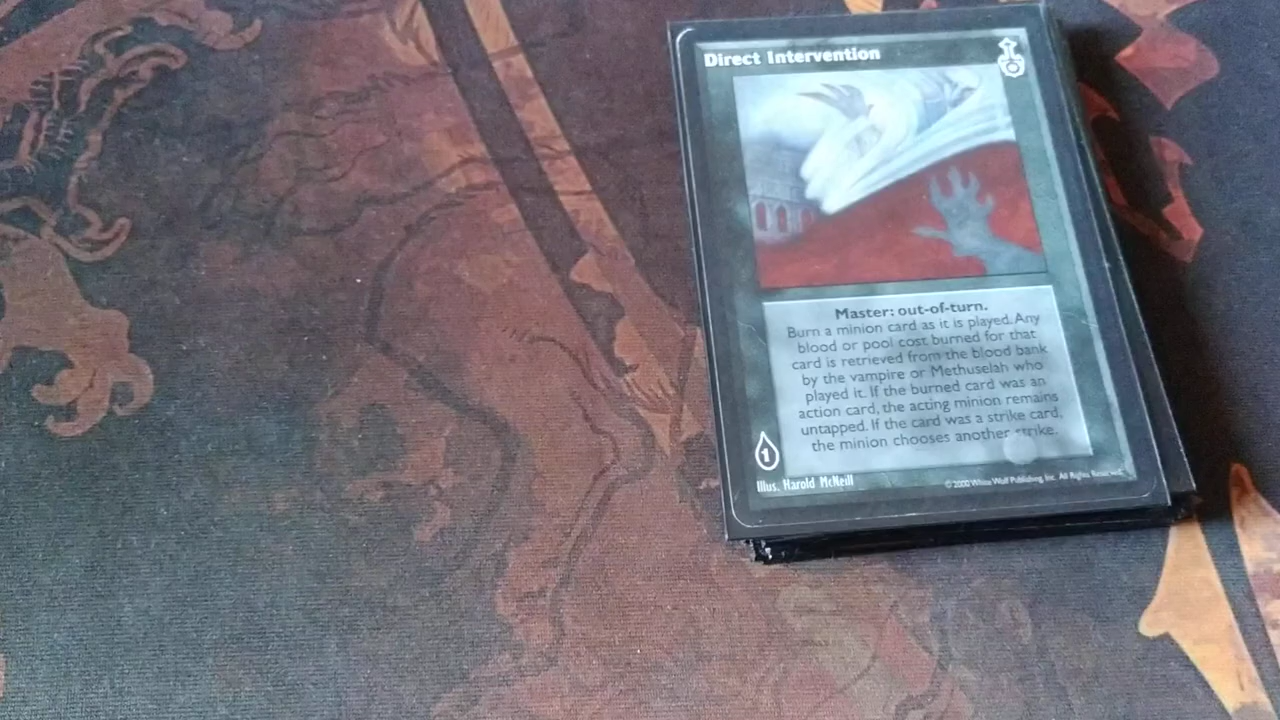 Direct Intervention
Master: out-of-turn.
Burn a minion card as it is played. Any
blood or pool cost burned for that
card is retrieved from the blood bank
by the vampire or Methuselah who
played it. If the burned card was an
action card, the acting minion remains
untapped. If the card was a strike card,
the minion chooses another strike.
1
Illus. Harold McNeill
© 2000 White Wolf Publishing, Inc. All Rights Reserved.